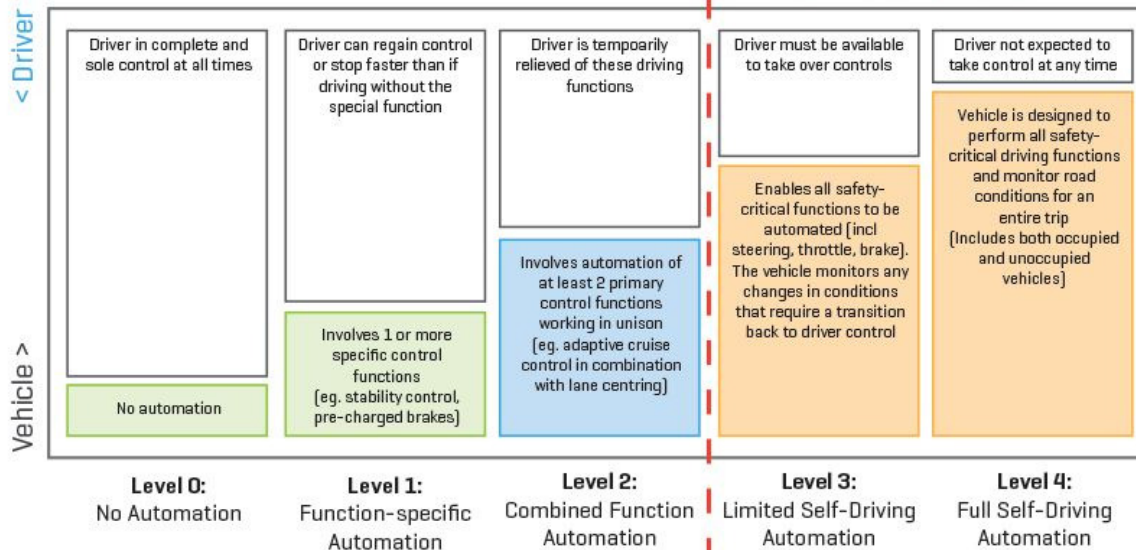 < Driver
Vehicle >
Driver in complete and
sole control at all times
No automation
Level 0:
No Automation
Driver can regain control
or stop faster than if
driving without the
special function
Involves 1 or more
specific control
functions
(eg. stability control,
pre-charged brakes)
Level 1:
Function-specific
Automation
Driver is tempoarily
relieved of these driving
functions
Involves automation of
at least 2 primary
control functions
working in unison
(eg. adaptive cruise
control in combination
with lane centring)
Level 2:
Combined Function
Automation
Driver must be available
to take over controls
Enables all safety-
critical functions to be
automated (incl
steering, throttle, brake).
The vehicle monitors any
changes in conditions
that require a transition
back to driver control
Level 3:
Limited Self-Driving
Automation
Driver not expected to
take control at any time
Vehicle is designed to
perform all safety-
critical driving functions
and monitor road
conditions for an
entire trip
(Includes both occupied
and unoccupied
vehicles)
Level 4:
Full Self-Driving
Automation